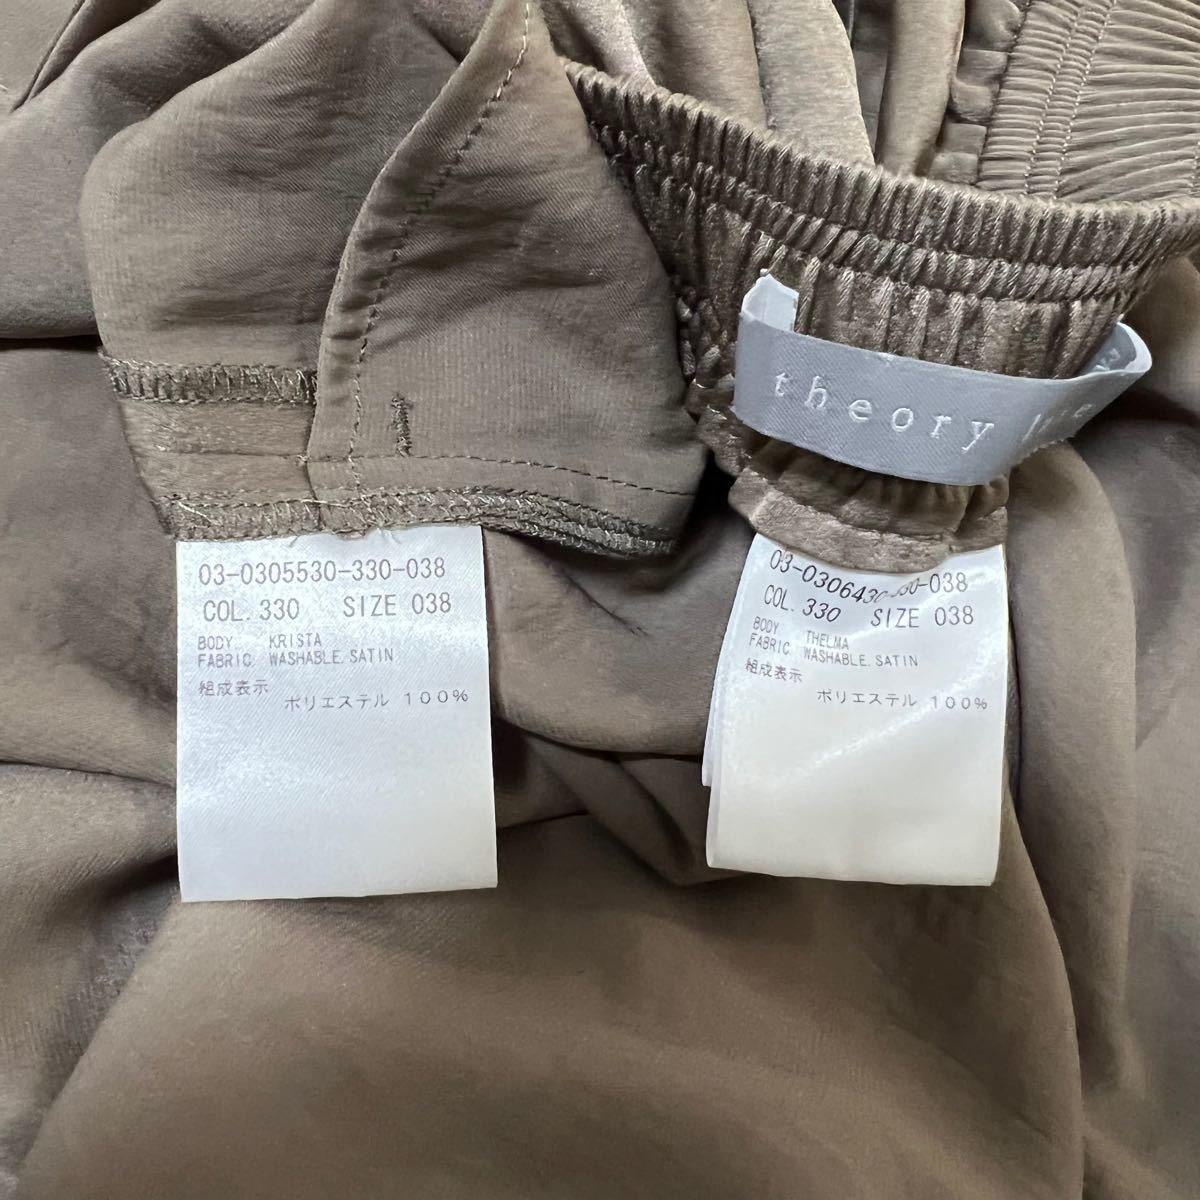 theory
03-0305530-330-038
COL. 330 SIZE 038
BODY KRISTA
FABRIC WASHABLE.SATIN
組成表示
ポリエステル 100%
038
COL. 330 SIZE 038
BODY THELMA
FABRIC WASHABLE.SATIN
組成表示
ポリエステル 100%